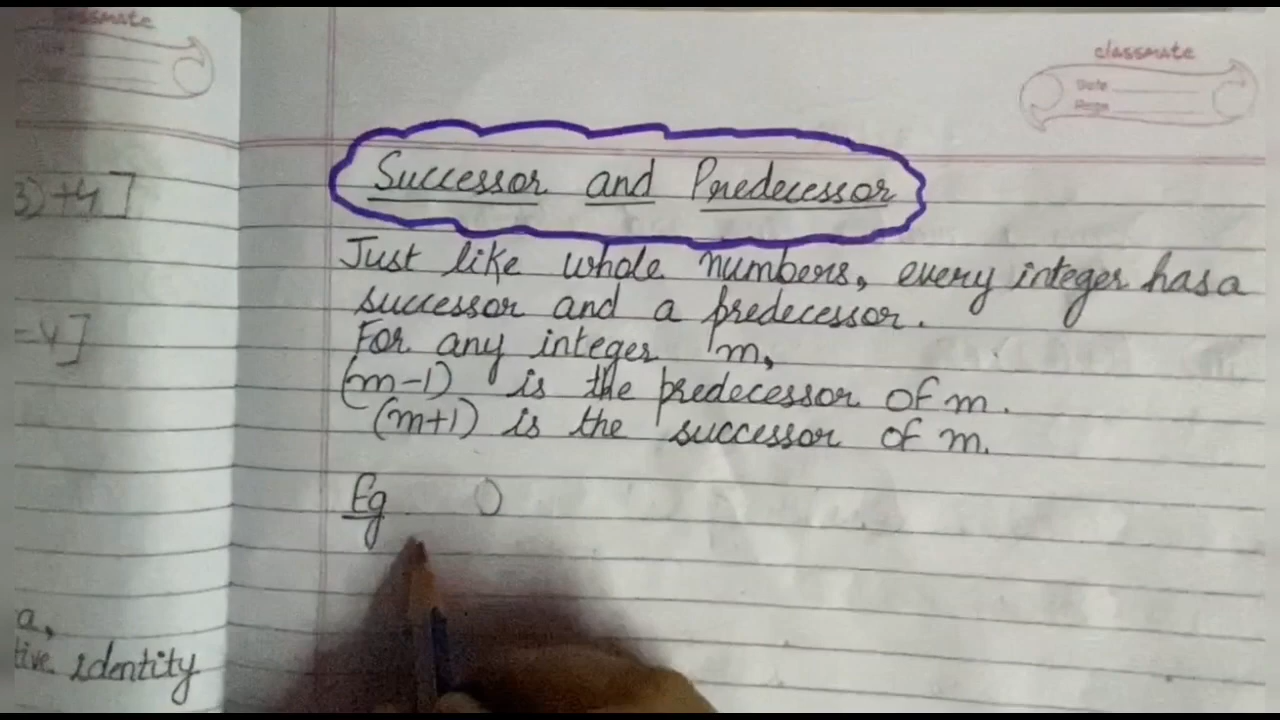 classmate
3)+4]
-4]
a,
tive identity
classmate
Date
Page
Successor and Predecessor
Just like whole numbers, every integer has a
successor and a predecessor.
For any integer m,
(m-1) is the predecessor of m.
(m+1) is the successor of m.
Eg. 0